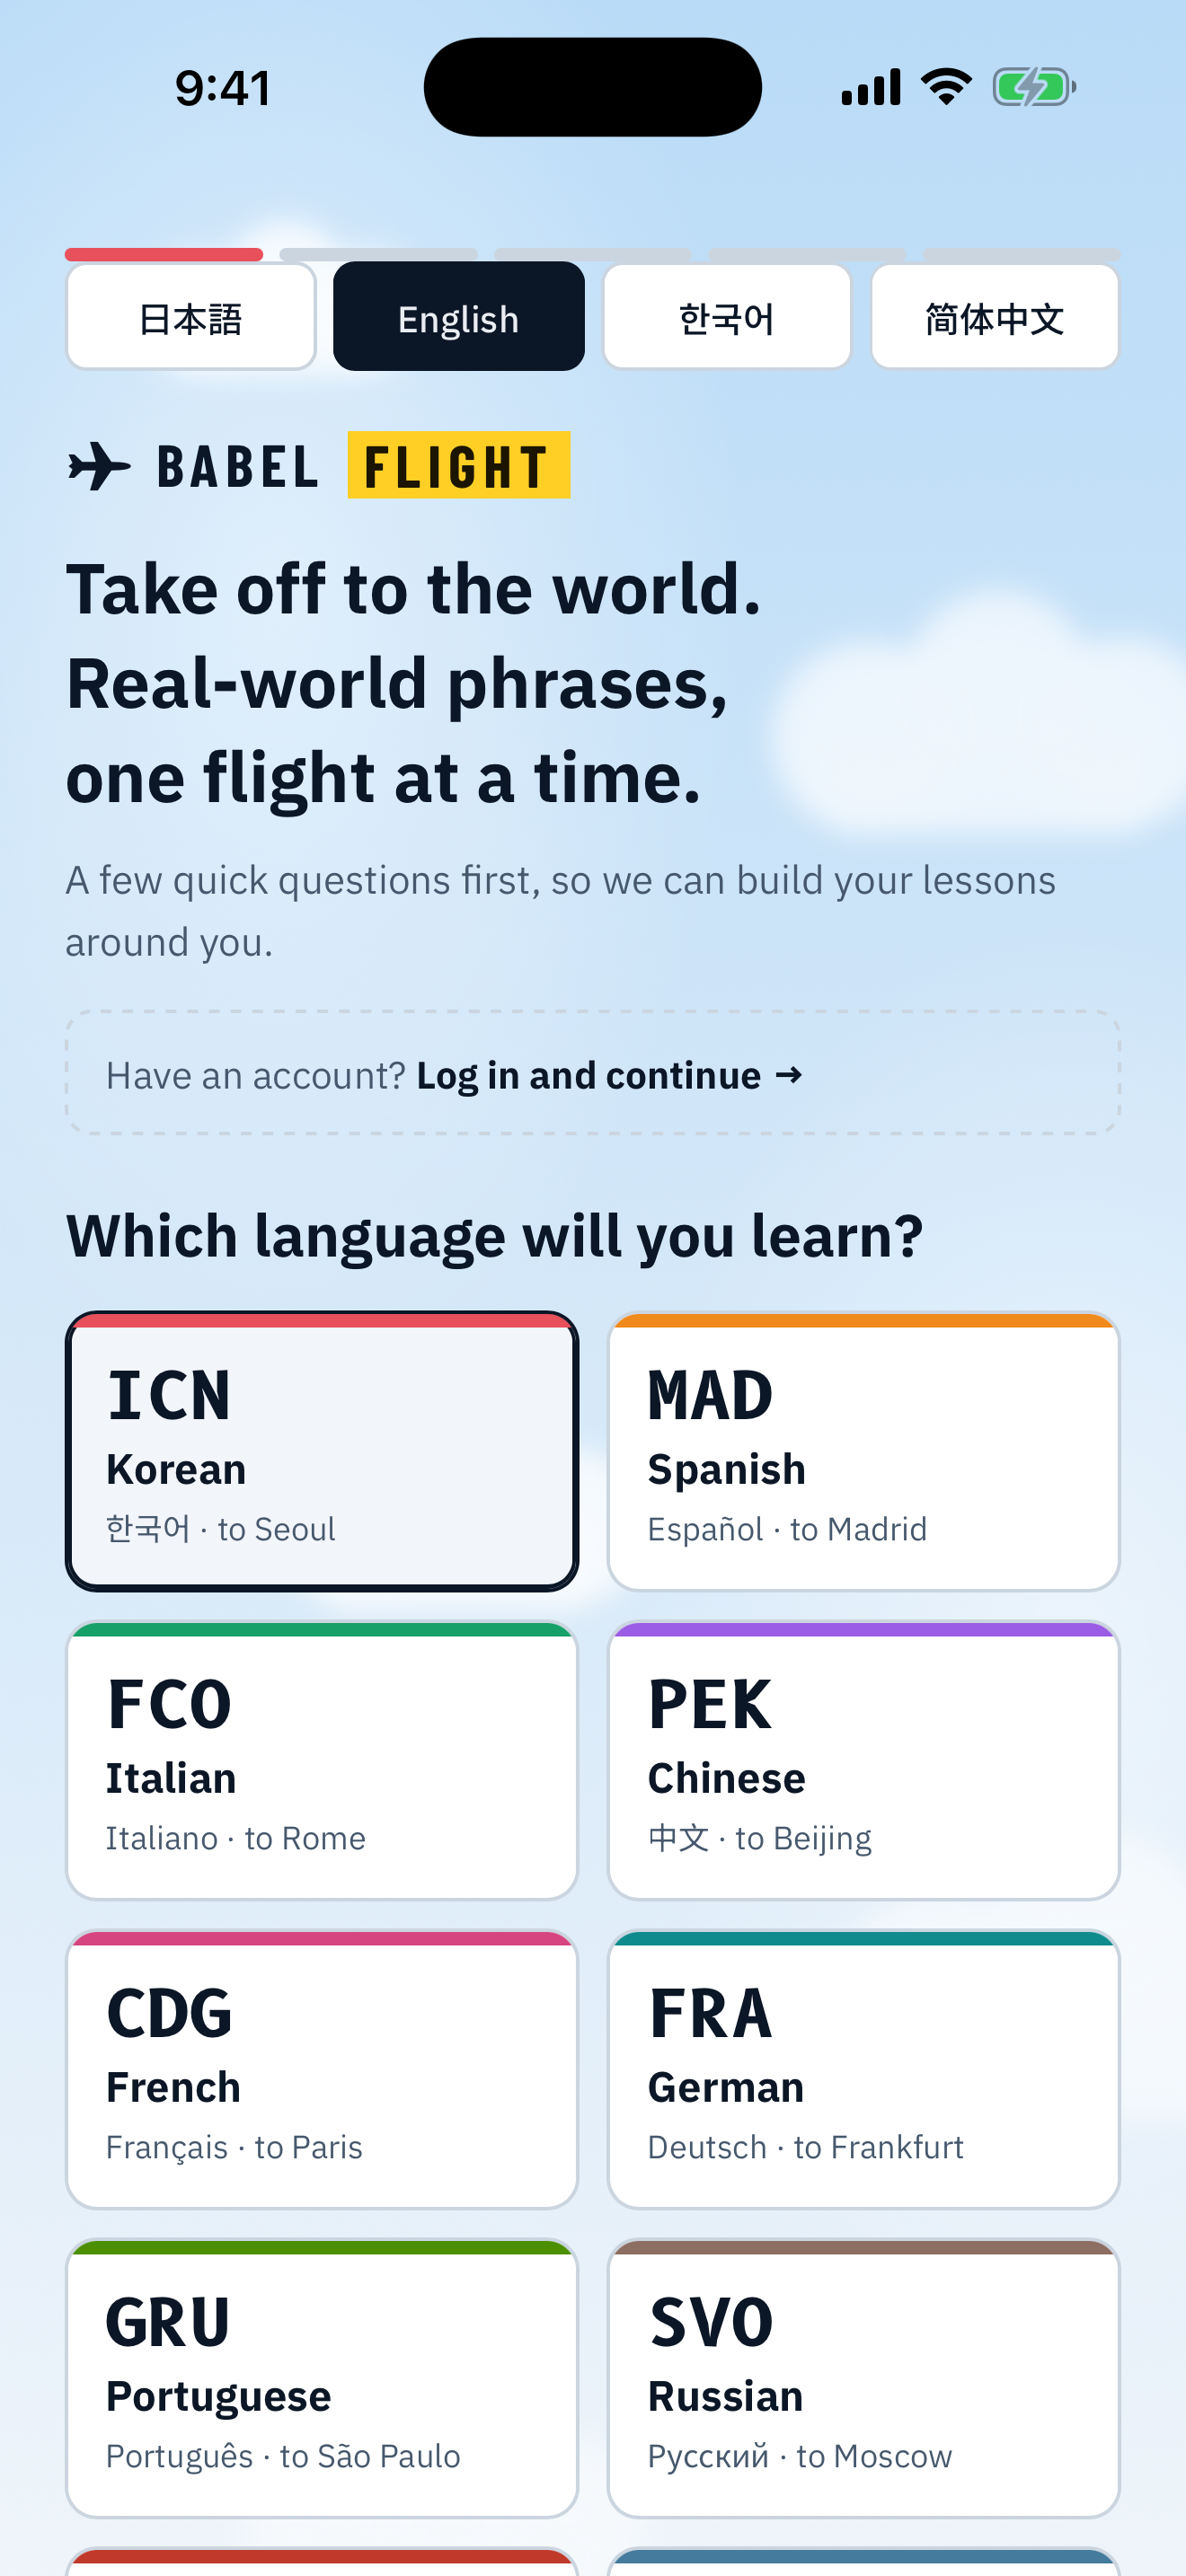 9:41
日本語 English 한국어 简体中文
BABEL FLIGHT
Take off to the world.
Real-world phrases,
one flight at a time.
A few quick questions first, so we can build your lessons
around you.
Have an account? Log in and continue →
Which language will you learn?
ICN
Korean
한국어 · to Seoul
MAD
Spanish
Español · to Madrid
FCO
Italian
Italiano · to Rome
PEK
Chinese
中文 · to Beijing
CDG
French
Français · to Paris
FRA
German
Deutsch · to Frankfurt
GRU
Portuguese
Português · to São Paulo
SVO
Russian
Русский · to Moscow